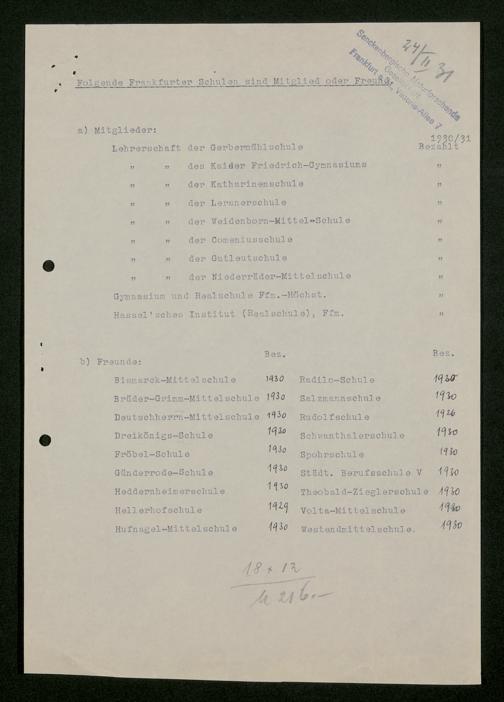 Senckenbergische Naturforschende
Gesellschaft
Frankfurt a. M., Viktoria-Allee 7
24/II 31
Folgende Frankfurter Schulen sind Mitglied oder Freund.
1930/31
a) Mitglieder: Bezahlt
Lehrerschaft der Gerbermühlschule "
" " des Kaiser Friedrich-Gymnasiums "
" " der Katharinenschule "
" " der Lersnerschule "
" " der Weidenborn-Mittel-Schule "
" " der Comeniusschule "
" " der Gutleutschule "
" " der Niederräder-Mittelschule "
Gymnasium und Realschule Ffm.-Höchst. "
Hassel'sches Institut (Realschule), Ffm. "
b) Freunde: Bez. Bez.
Bismarck-Mittelschule 1930 Radilo-Schule 1930
Brüder-Grimm-Mittelschule 1930 Salzmannschule 1930
Deutschherrn-Mittelschule 1930 Rudolfschule 1926
Dreikönigs-Schule 1930 Schwanthalerschule 1930
Fröbel-Schule 1930 Spohrschule 1930
Günderrode-Schule 1930 Städt. Berufsschule V 1930
Heddernheimerschule 1930 Theobald-Zieglerschule 1930
Hellerhofschule 1929 Volta-Mittelschule 1930
Hufnagel-Mittelschule 1930 Westendmittelschule. 1930
18 x 12
M 216.-